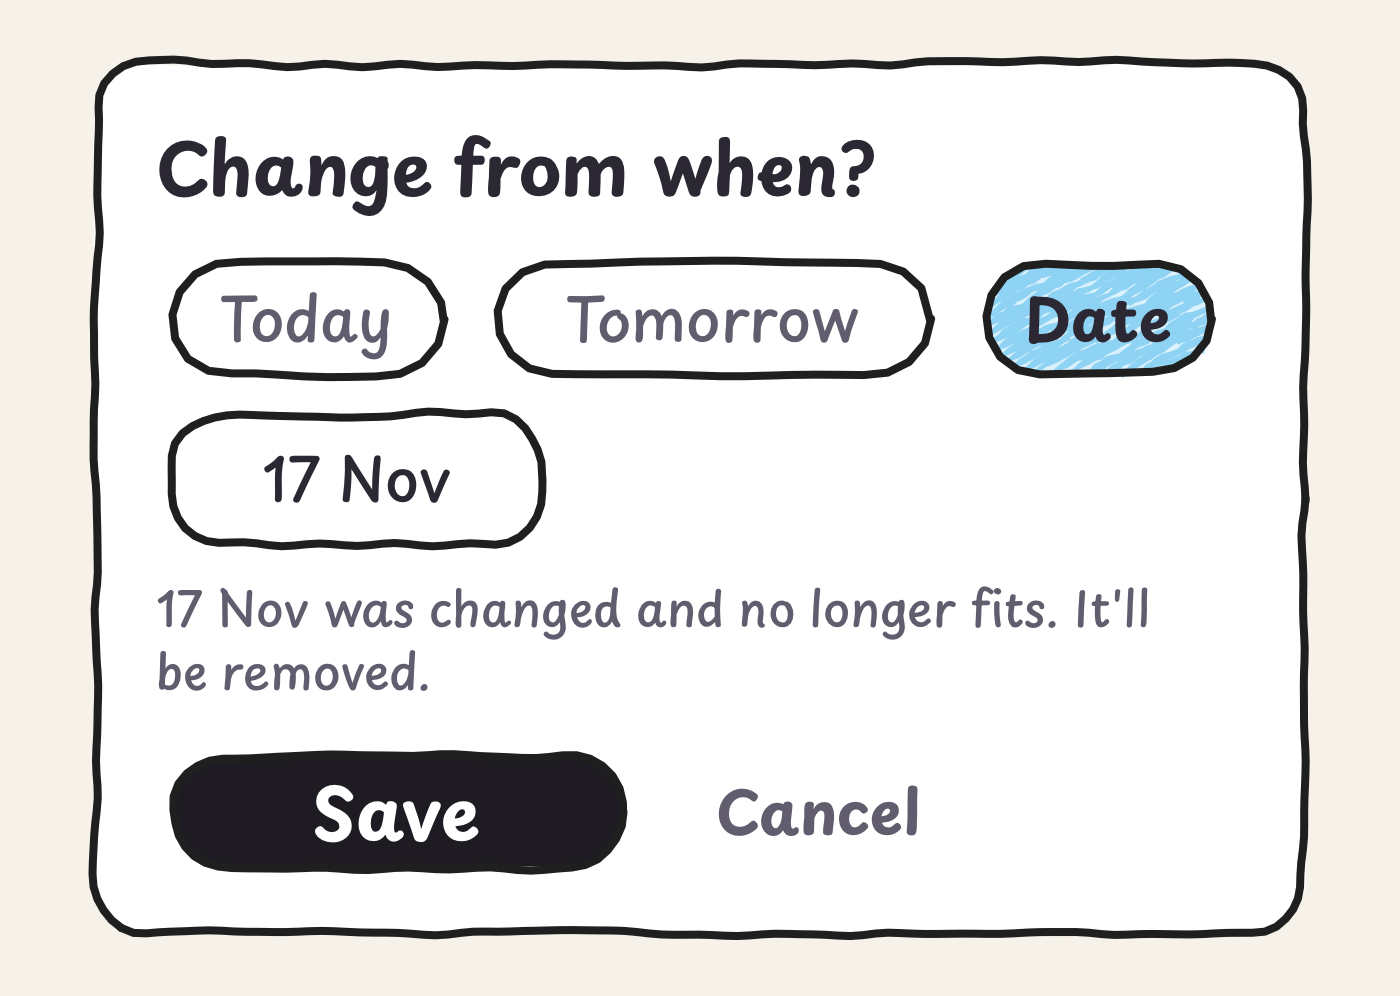 Change from when?
Today Tomorrow Date
17 Nov
17 Nov was changed and no longer fits. It'll
be removed.
Save Cancel